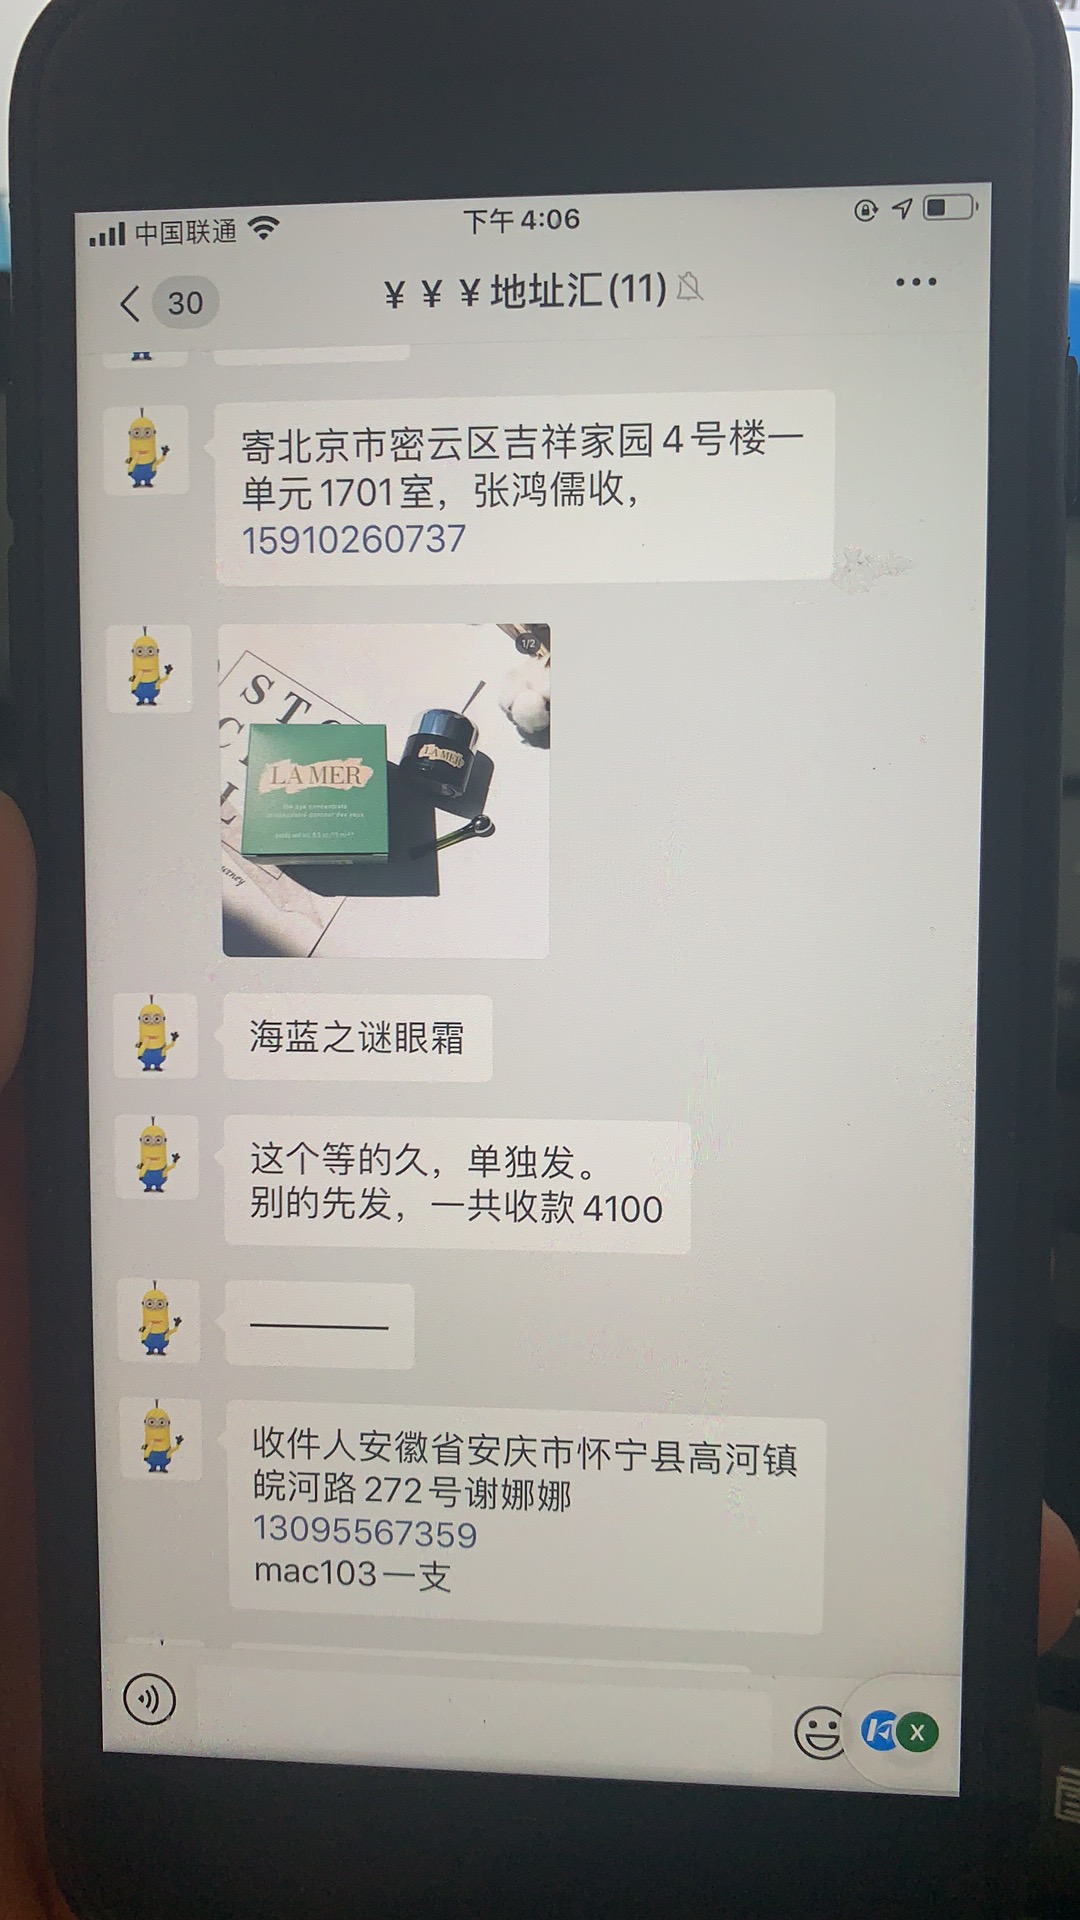 中国联通
下午4:06
30
¥ ¥ ¥地址汇(11)
寄北京市密云区吉祥家园4号楼一
单元1701室，张鸿儒收，
15910260737
1/2
LA MER
LA MER
the eye concentrate
海蓝之谜眼霜
这个等的久，单独发。
别的先发，一共收款4100
收件人安徽省安庆市怀宁县高河镇
皖河路272号谢娜娜
13095567359
mac103一支
X